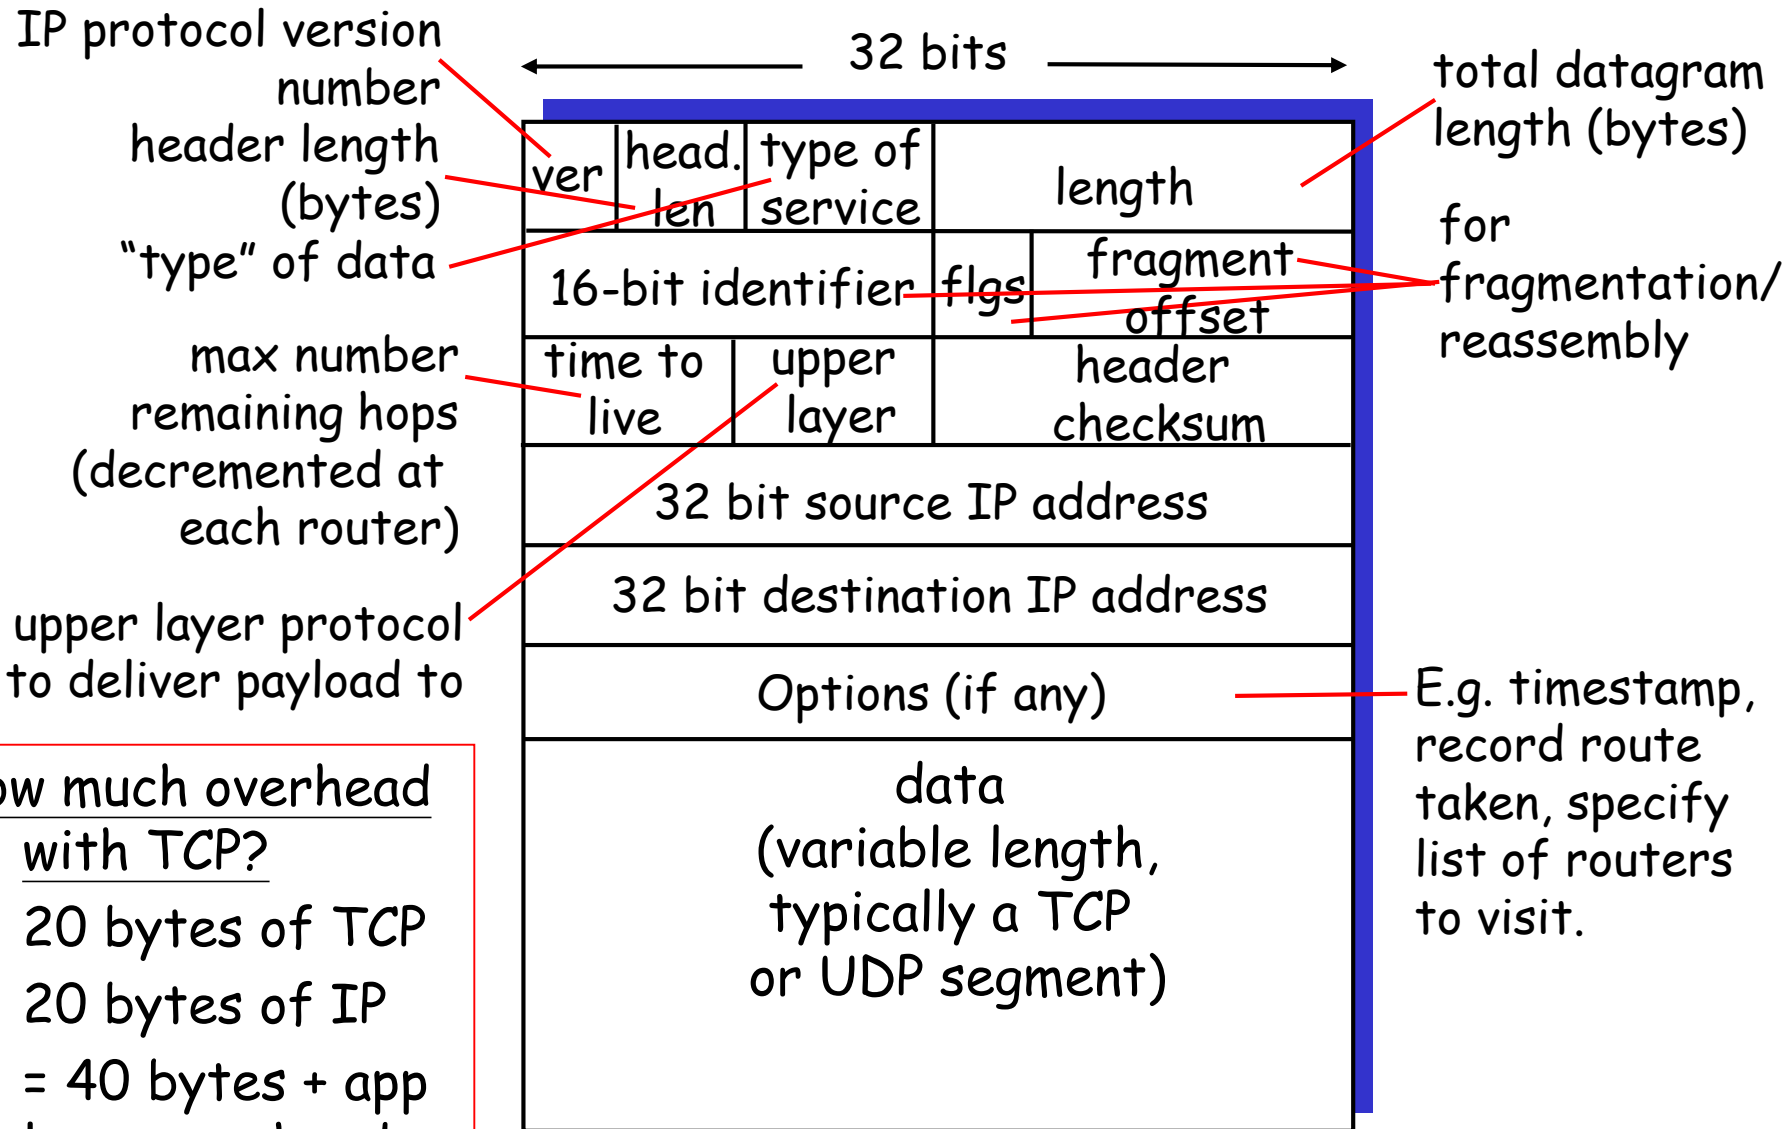 IP protocol version
number
header length
(bytes)
“type” of data
max number
remaining hops
(decremented at
each router)
upper layer protocol
to deliver payload to
32 bits
ver
head.
len
type of
service
length
16-bit identifier
flgs
fragment
offset
time to
live
upper
layer
header
checksum
32 bit source IP address
32 bit destination IP address
Options (if any)
data
(variable length,
typically a TCP
or UDP segment)
total datagram
length (bytes)
for
fragmentation/
reassembly
E.g. timestamp,
record route
taken, specify
list of routers
to visit.
much overhead
with TCP?
20 bytes of TCP
20 bytes of IP
= 40 bytes + app